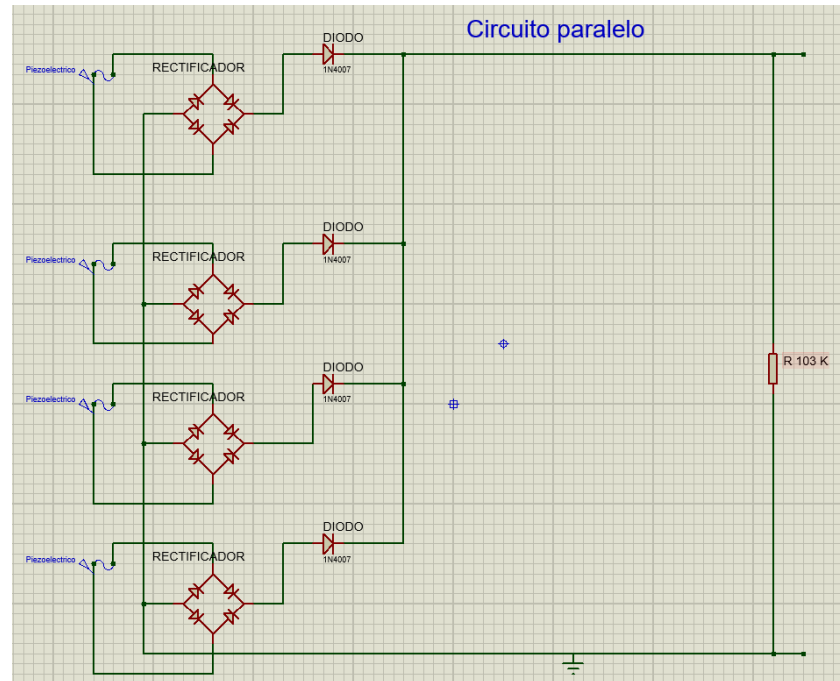 Circuito paralelo
DIODO
Piezoelectrico
RECTIFICADOR
1N4007
DIODO
Piezoelectrico
RECTIFICADOR
1N4007
R 103 K
DIODO
Piezoelectrico
RECTIFICADOR
1N4007
DIODO
Piezoelectrico
RECTIFICADOR
1N4007